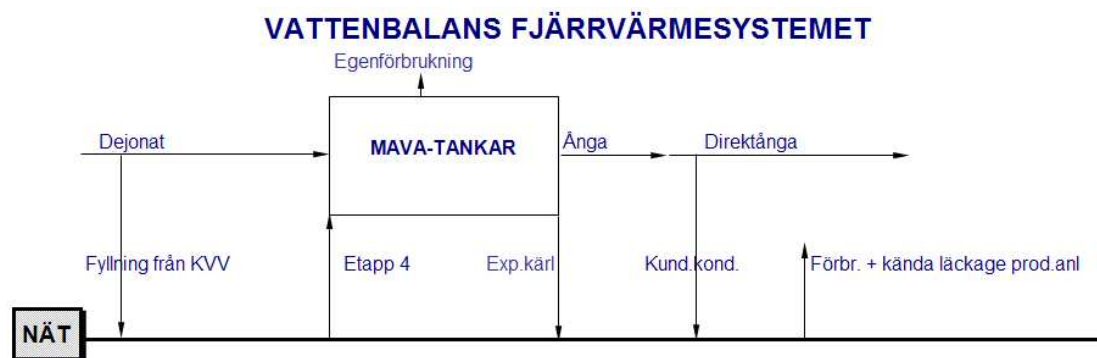 VATTENBALANS FJÄRRVÄRMESYSTEMET
Egenförbrukning
Dejonat
MAVA-TANKAR
Ånga
Direktånga
Fyllning från KVV
Etapp 4
Exp.kärl
Kund.kond.
Förbr. + kända läckage prod.anl
NÄT